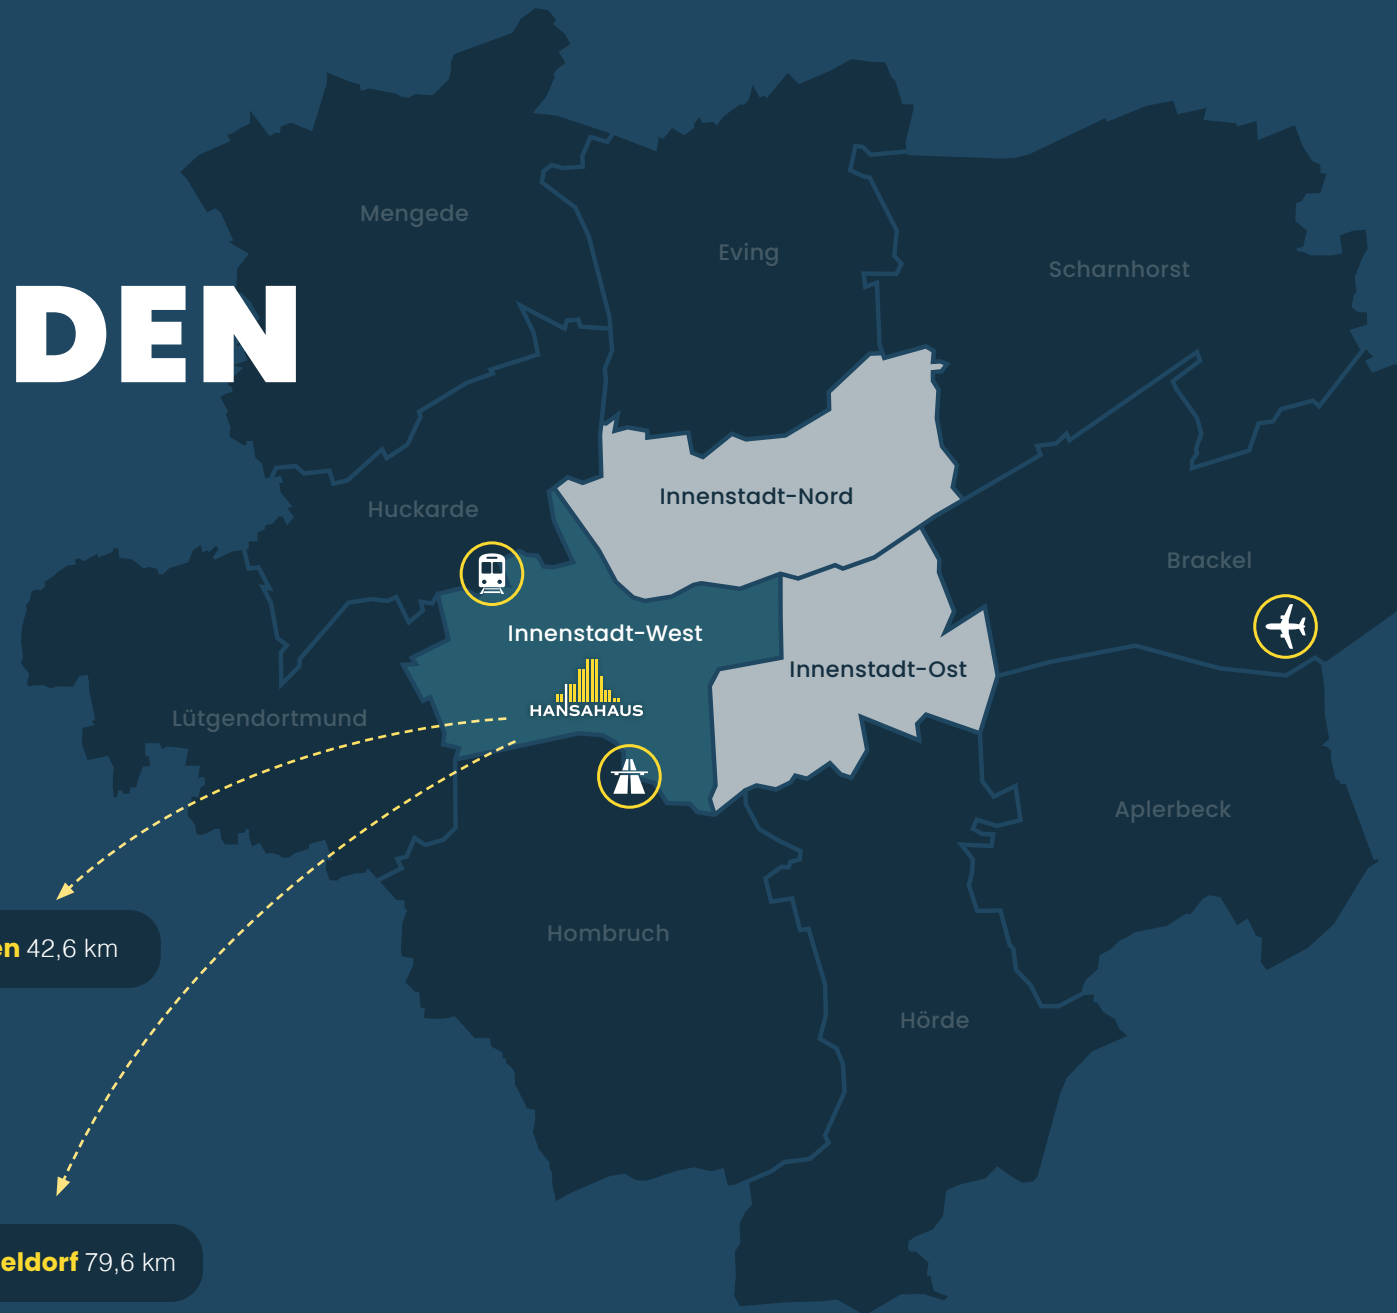 Mengede
Eving
Scharnhorst
DEN
Innenstadt-Nord
Huckarde
Brackel
Innenstadt-West
Innenstadt-Ost
HANSAHAUS
Lütgendortmund
Aplerbeck
Hombruch
en 42,6 km
Hörde
eldorf 79,6 km